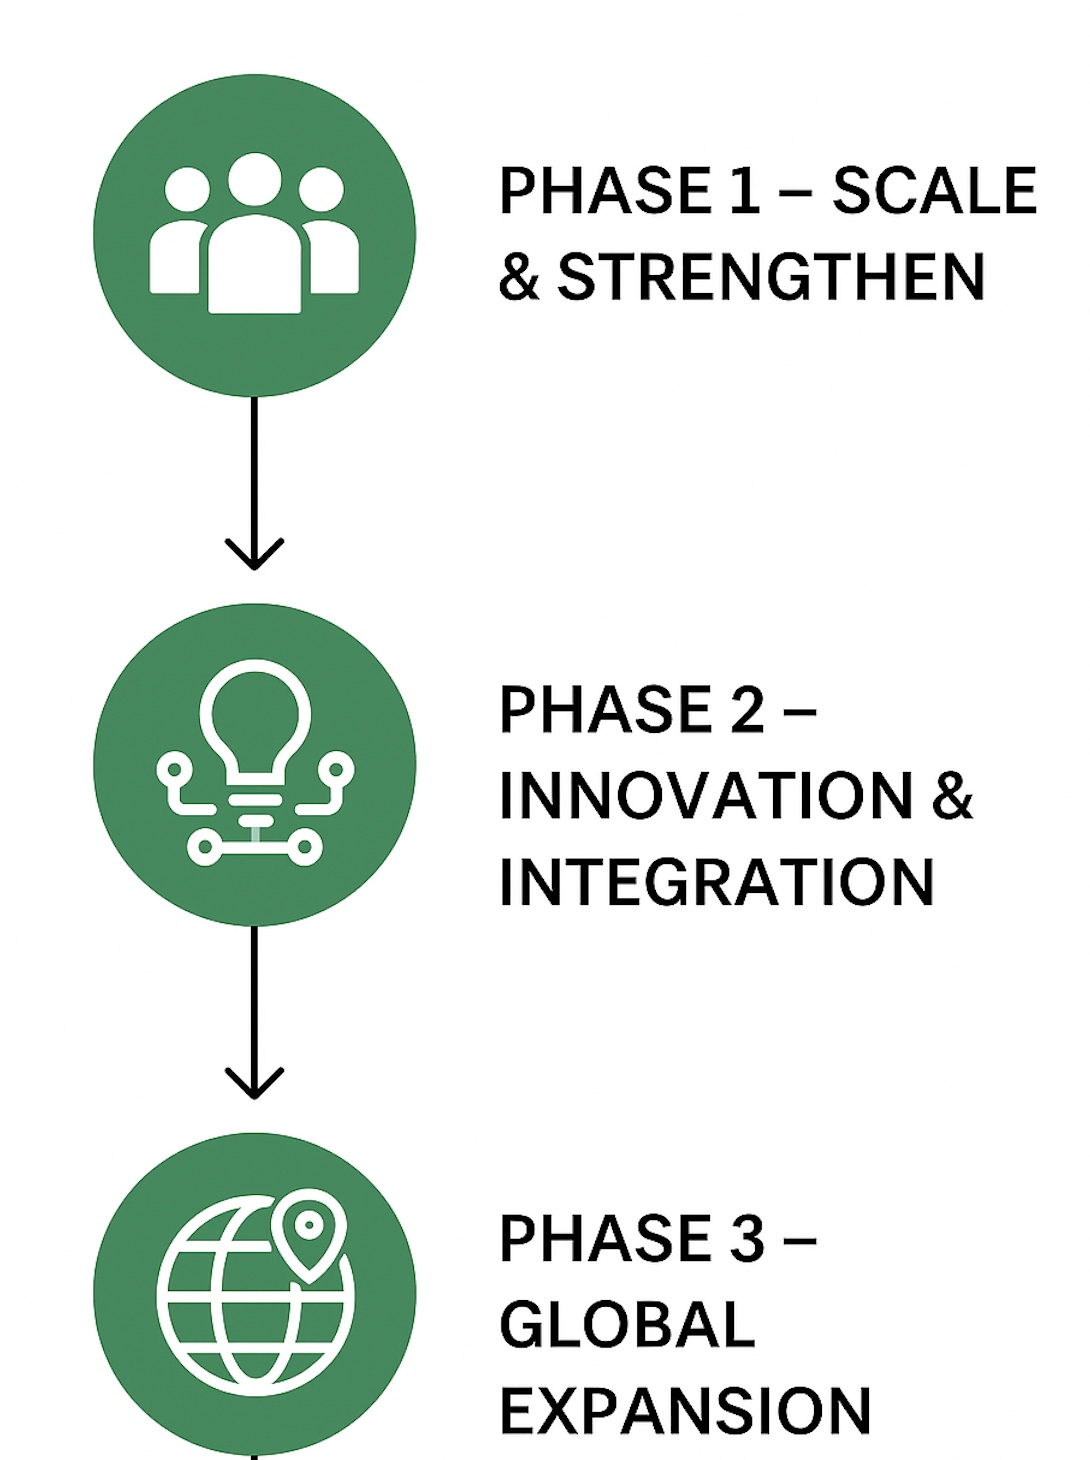 PHASE 1 – SCALE
& STRENGTHEN
PHASE 2 –
INNOVATION &
INTEGRATION
PHASE 3 –
GLOBAL
EXPANSION